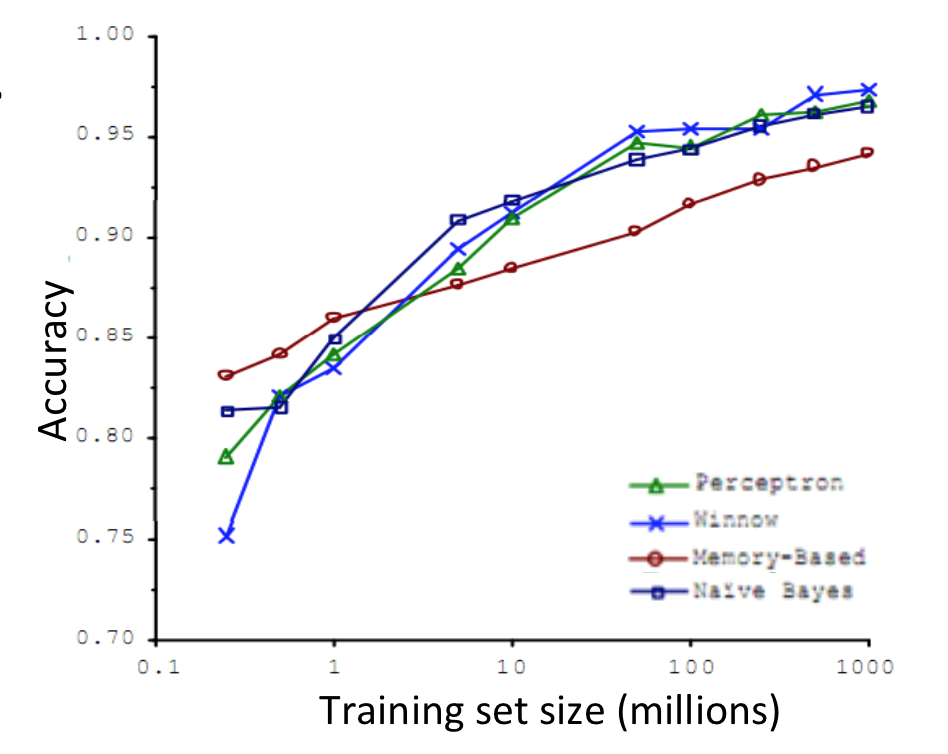 1.00
0.95
0.90
0.85
0.80
0.75
0.70
Accuracy
0.1 1 10 100 1000
Training set size (millions)
Perceptron
Winnow
Memory-Based
Naïve Bayes